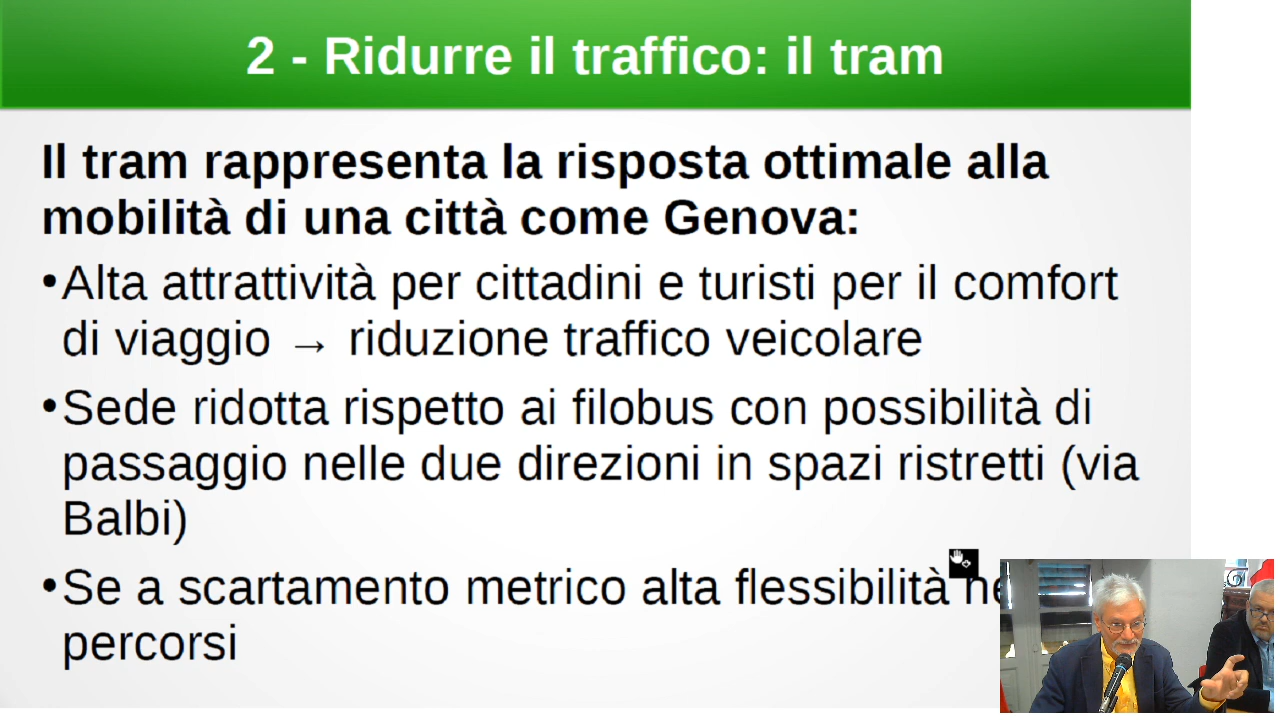 2 - Ridurre il traffico: il tram
Il tram rappresenta la risposta ottimale alla
mobilità di una città come Genova:
•Alta attrattività per cittadini e turisti per il comfort
di viaggio → riduzione traffico veicolare
•Sede ridotta rispetto ai filobus con possibilità di
passaggio nelle due direzioni in spazi ristretti (via
Balbi)
•Se a scartamento metrico alta flessibilità
percorsi